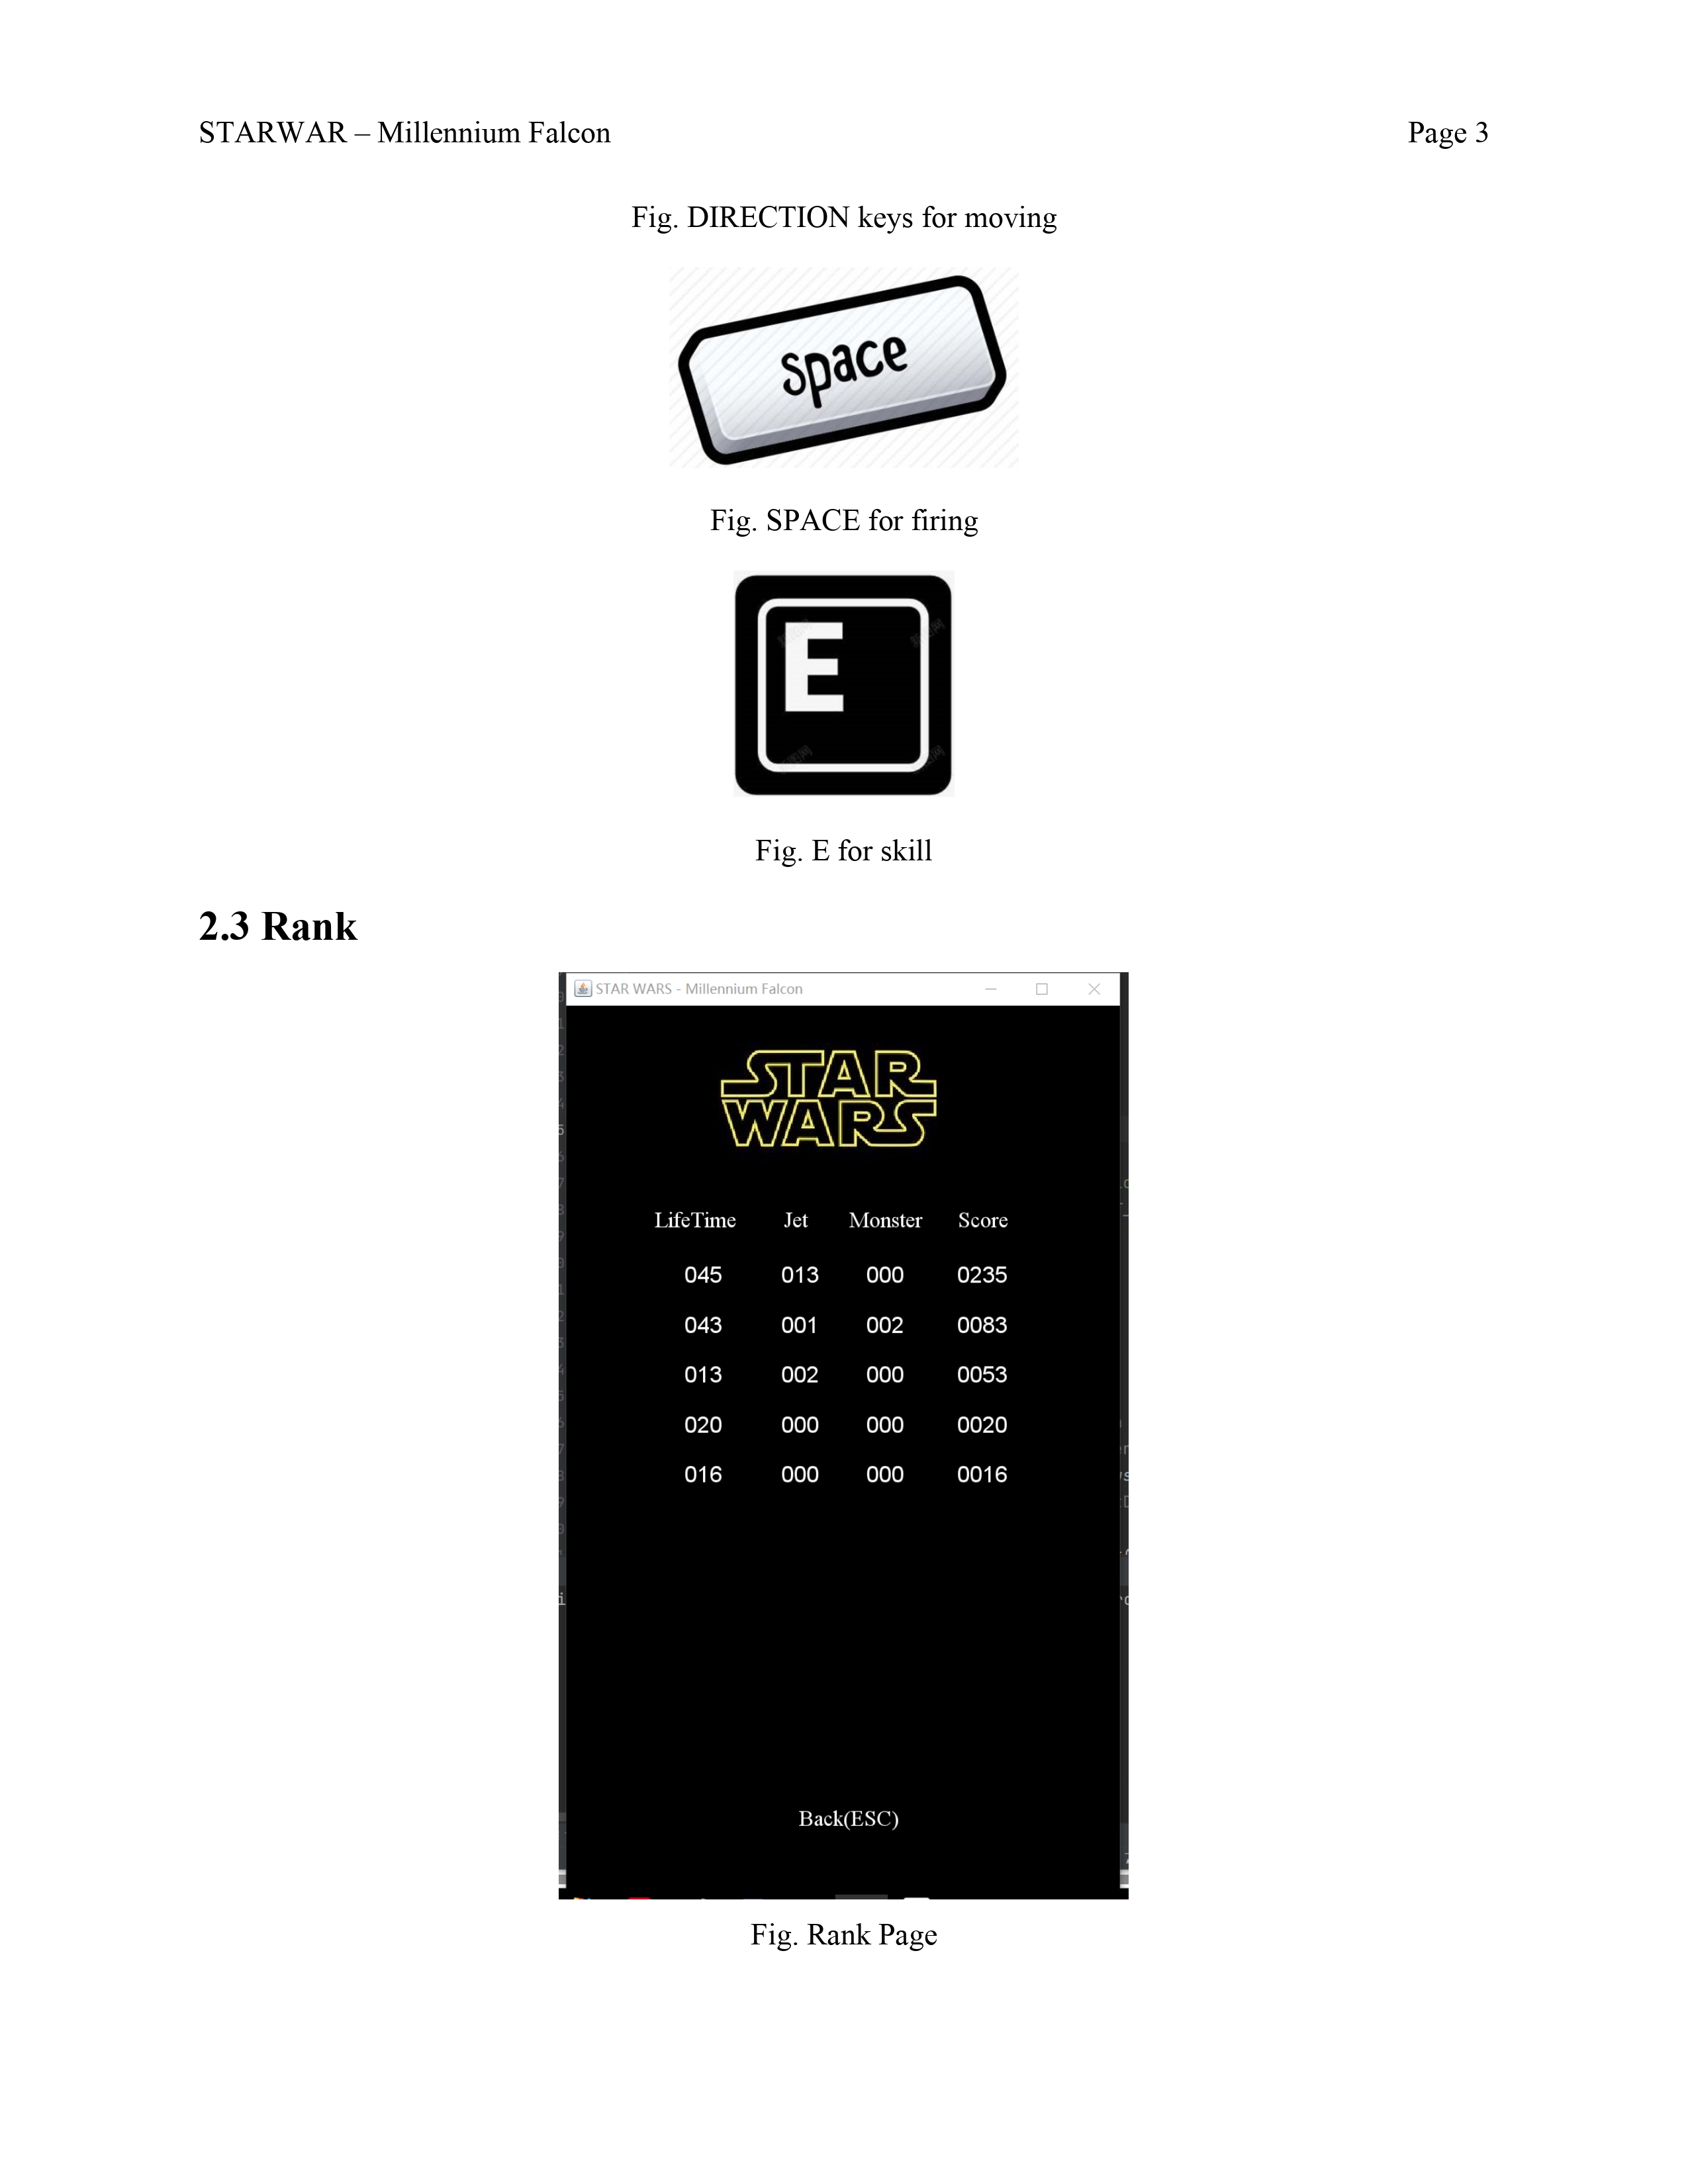 STARWAR – Millennium Falcon Page 3
Fig. DIRECTION keys for moving
space
Fig. SPACE for firing
E
Fig. E for skill
2.3 Rank
STAR WARS - Millennium Falcon
STAR
WARS
LifeTime Jet Monster Score
045 013 000 0235
043 001 002 0083
013 002 000 0053
020 000 000 0020
016 000 000 0016
Back(ESC)
Fig. Rank Page